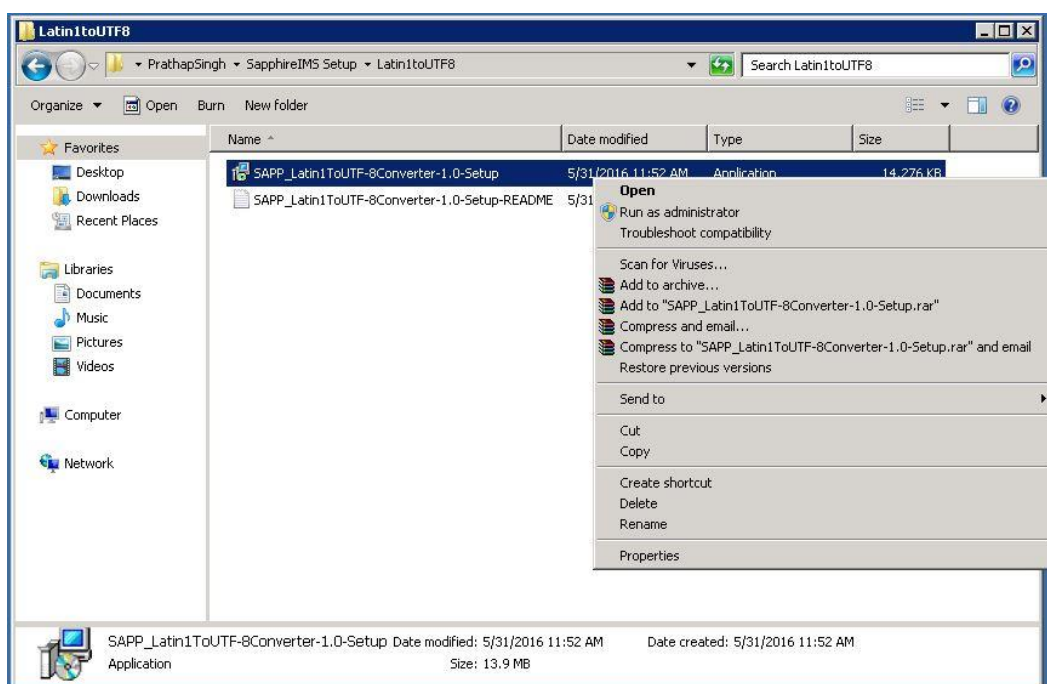 Latin1toUTF8
PrathapSingh SapphireIMS Setup Latin1toUTF8 Search Latin1toUTF8
Organize Open Burn New folder
Favorites
Desktop
Downloads
Recent Places
Libraries
Documents
Music
Pictures
Videos
Computer
Network
Name Date modified Type Size
SAPP_Latin1ToUTF-8Converter-1.0-Setup 5/31/2016 11:52 AM Application 14,276 KB
SAPP_Latin1ToUTF-8Converter-1.0-Setup-README 5/31
Open
Run as administrator
Troubleshoot compatibility
Scan for Viruses...
Add to archive...
Add to "SAPP_Latin1ToUTF-8Converter-1.0-Setup.rar"
Compress and email...
Compress to "SAPP_Latin1ToUTF-8Converter-1.0-Setup.rar" and email
Restore previous versions
Send to
Cut
Copy
Create shortcut
Delete
Rename
Properties
SAPP_Latin1ToUTF-8Converter-1.0-Setup Date modified: 5/31/2016 11:52 AM Date created: 5/31/2016 11:52 AM
Application Size: 13.9 MB